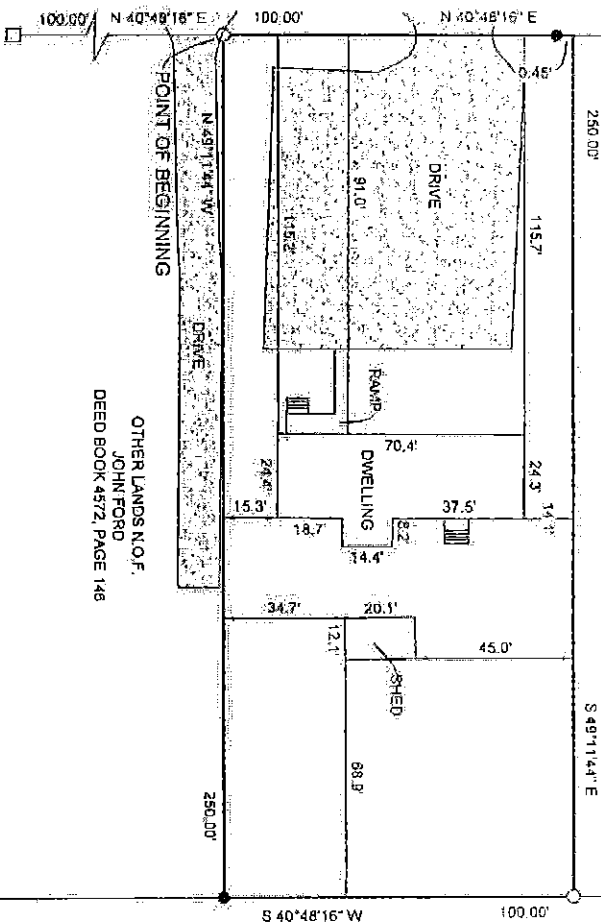 100.00' N 40°48'16" E 100.00' N 40°48'16" E
0.45'
250.00'
POINT OF BEGINNING
N 49°11'44" W
DRIVE
91.0'
115.2'
115.7'
DRIVE
RAMP
70.4'
DWELLING
24.4'
24.3'
14.1'
15.3'
18.7'
37.5'
8.2'
14.4'
OTHER LANDS N.O.F.
JOHN FORD
DEED BOOK 4572, PAGE 146
34.7'
20.1'
12.1'
45.0'
SHED
S 49°11'44" E
68.9'
250.00'
S 40°48'16" W
100.00'